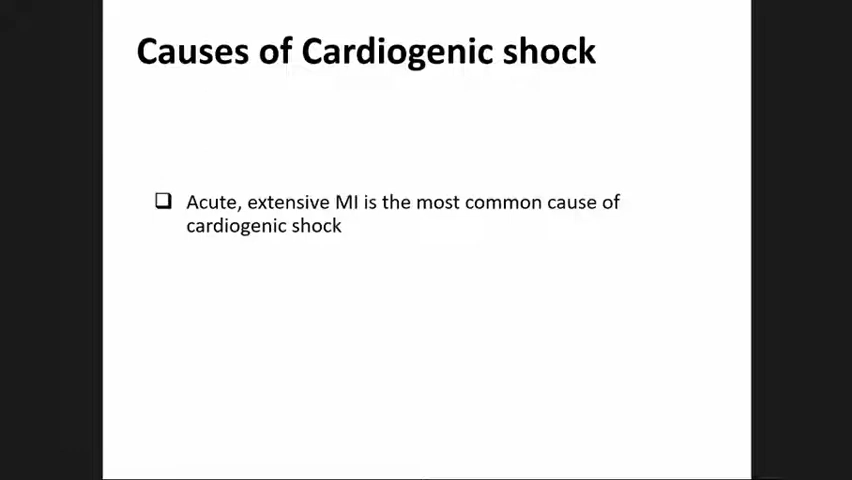 Causes of Cardiogenic shock
❑ Acute, extensive MI is the most common cause of
cardiogenic shock